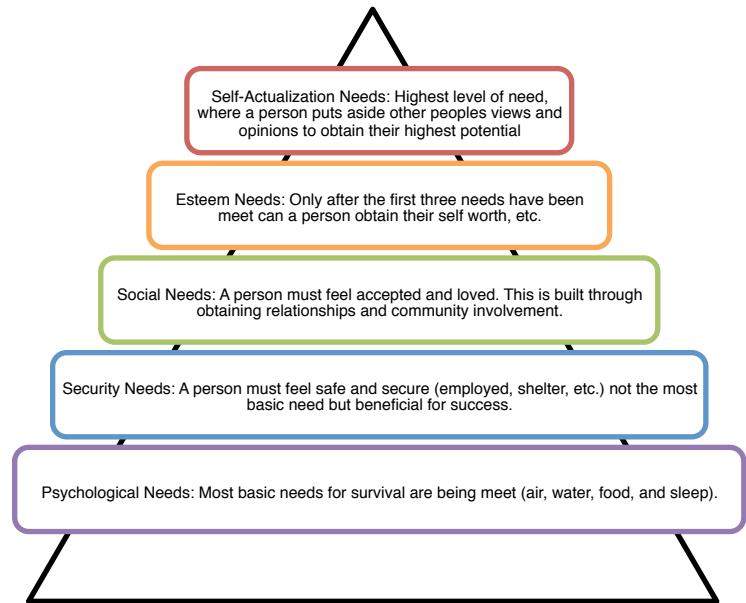 Self-Actualization Needs: Highest level of need,
where a person puts aside other peoples views and
opinions to obtain their highest potential
Esteem Needs: Only after the first three needs have been
meet can a person obtain their self worth, etc.
Social Needs: A person must feel accepted and loved. This is built through
obtaining relationships and community involvement.
Security Needs: A person must feel safe and secure (employed, shelter, etc.) not the most
basic need but beneficial for success.
Psychological Needs: Most basic needs for survival are being meet (air, water, food, and sleep).